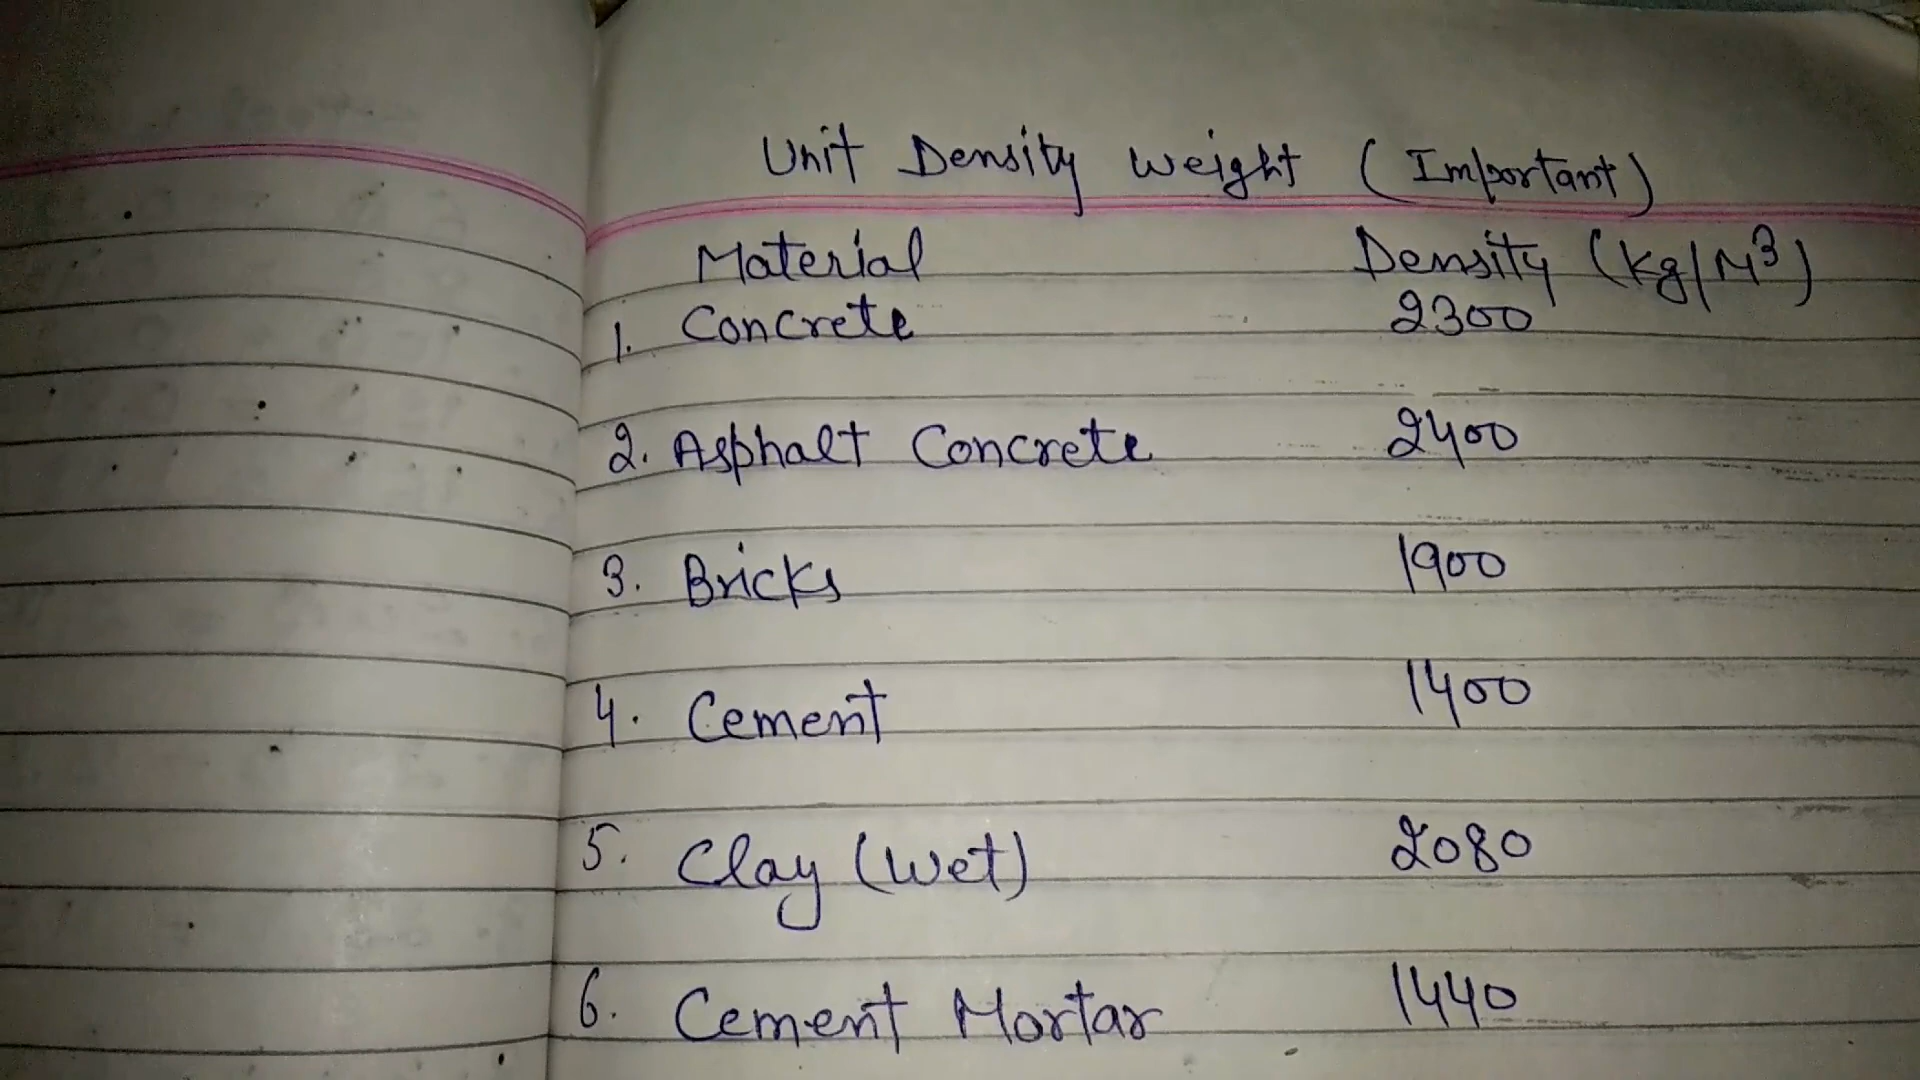 Unit Density Weight (Important)
Material Density (kg/M³)
1. Concrete 2300
2. Asphalt Concrete 2400
3. Bricks 1900
4. Cement 1400
5. Clay (Wet) 2080
6. Cement Mortar 1440